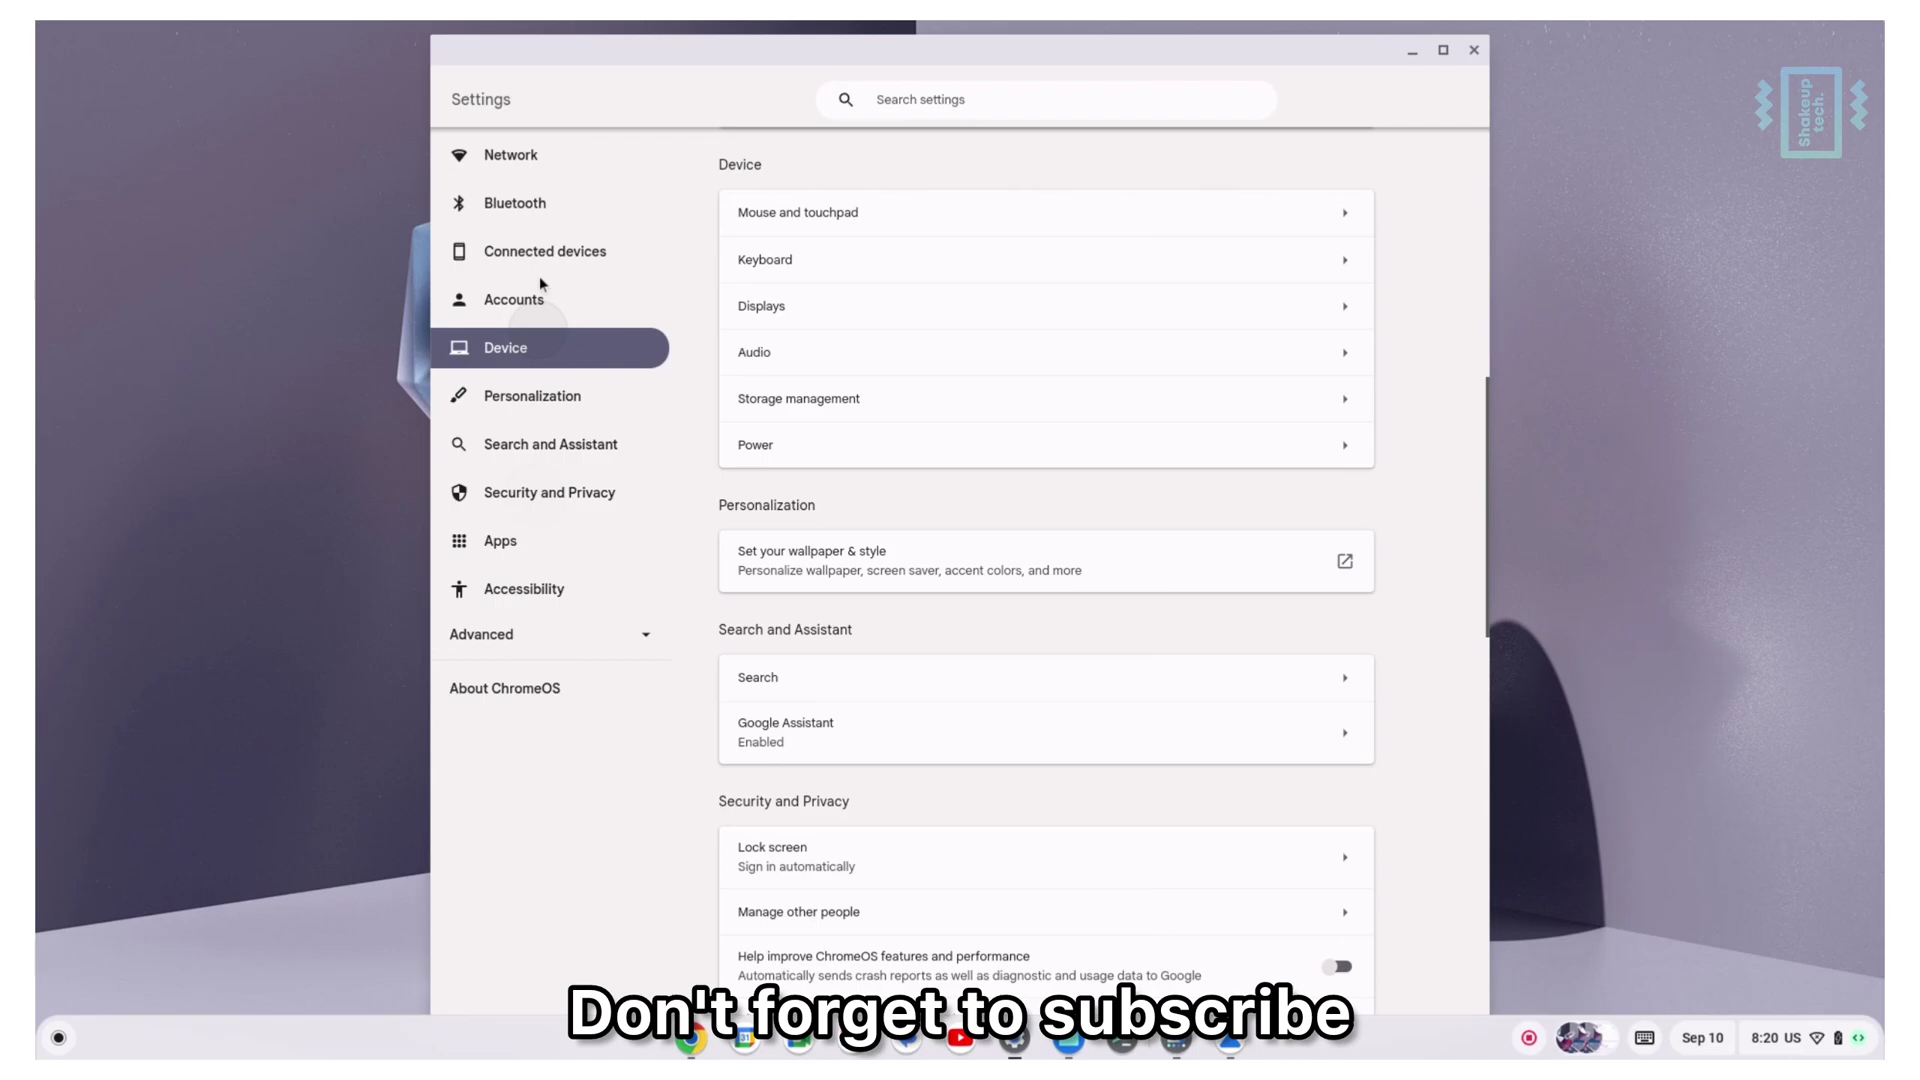 Settings
Search settings
shakeup
tech.
Network
Bluetooth
Connected devices
Accounts
Device
Personalization
Search and Assistant
Security and Privacy
Apps
Accessibility
Advanced
About ChromeOS
Device
Mouse and touchpad
Keyboard
Displays
Audio
Storage management
Power
Personalization
Set your wallpaper & style
Personalize wallpaper, screen saver, accent colors, and more
Search and Assistant
Search
Google Assistant
Enabled
Security and Privacy
Lock screen
Sign in automatically
Manage other people
Help improve ChromeOS features and performance
Automatically sends crash reports as well as diagnostic and usage data to Google
Don't forget to subscribe
Sep 10
8:20 US